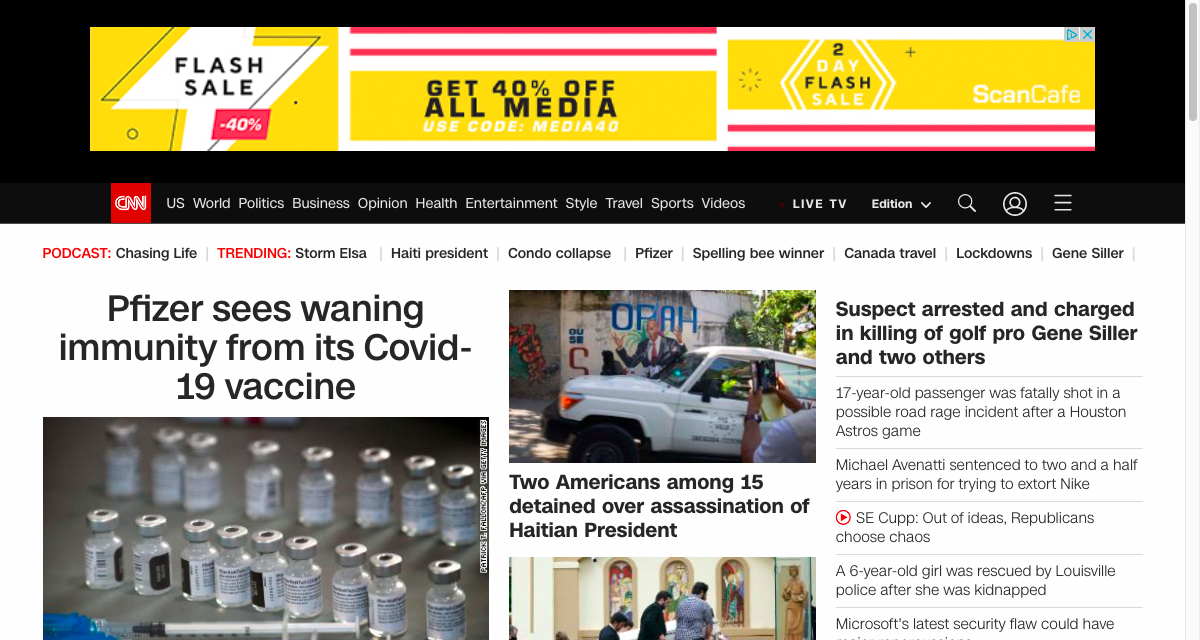 FLASH
SALE
-40%
GET 40% OFF
ALL MEDIA
USE CODE: MEDIA40
2
DAY
FLASH
SALE
ScanCafe
CNN
US World Politics Business Opinion Health Entertainment Style Travel Sports Videos
LIVE TV
Edition
PODCAST: Chasing Life | TRENDING: Storm Elsa | Haiti president | Condo collapse | Pfizer | Spelling bee winner | Canada travel | Lockdowns | Gene Siller |
Pfizer sees waning
immunity from its Covid-
19 vaccine
PATRICK T. FALLON/AFP VIA GETTY IMAGES
OPAH
Two Americans among 15
detained over assassination of
Haitian President
Suspect arrested and charged
in killing of golf pro Gene Siller
and two others
17-year-old passenger was fatally shot in a
possible road rage incident after a Houston
Astros game
Michael Avenatti sentenced to two and a half
years in prison for trying to extort Nike
SE Cupp: Out of ideas, Republicans
choose chaos
A 6-year-old girl was rescued by Louisville
police after she was kidnapped
Microsoft's latest security flaw could have